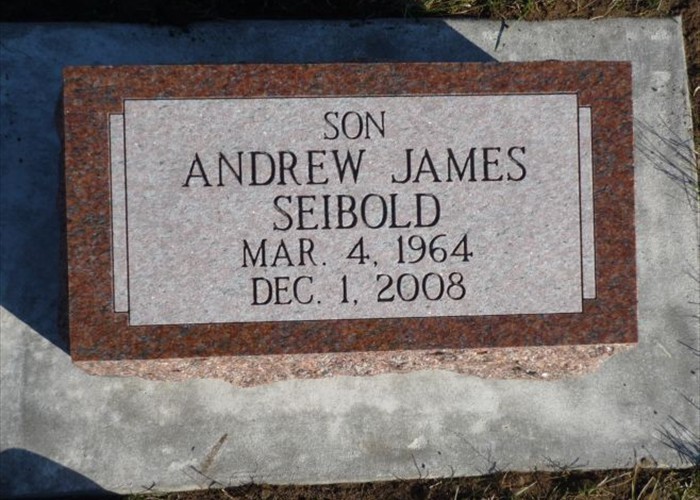 SON
ANDREW JAMES
SEIBOLD
MAR. 4, 1964
DEC. 1, 2008